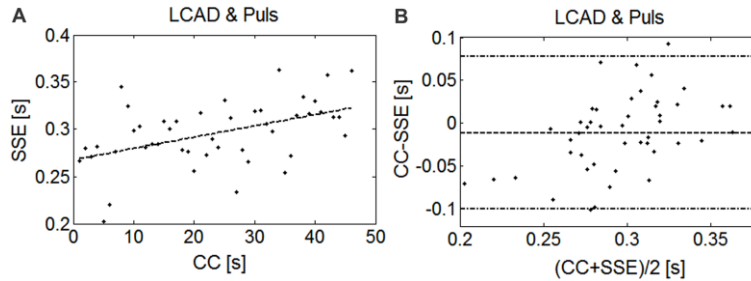 A
LCAD & Puls
SSE [s]
0.4
0.35
0.3
0.25
0.2
0
10
20
30
40
50
CC [s]
B
LCAD & Puls
CC-SSE [s]
0.1
0.05
0
-0.05
-0.1
0.2
0.25
0.3
0.35
(CC+SSE)/2 [s]